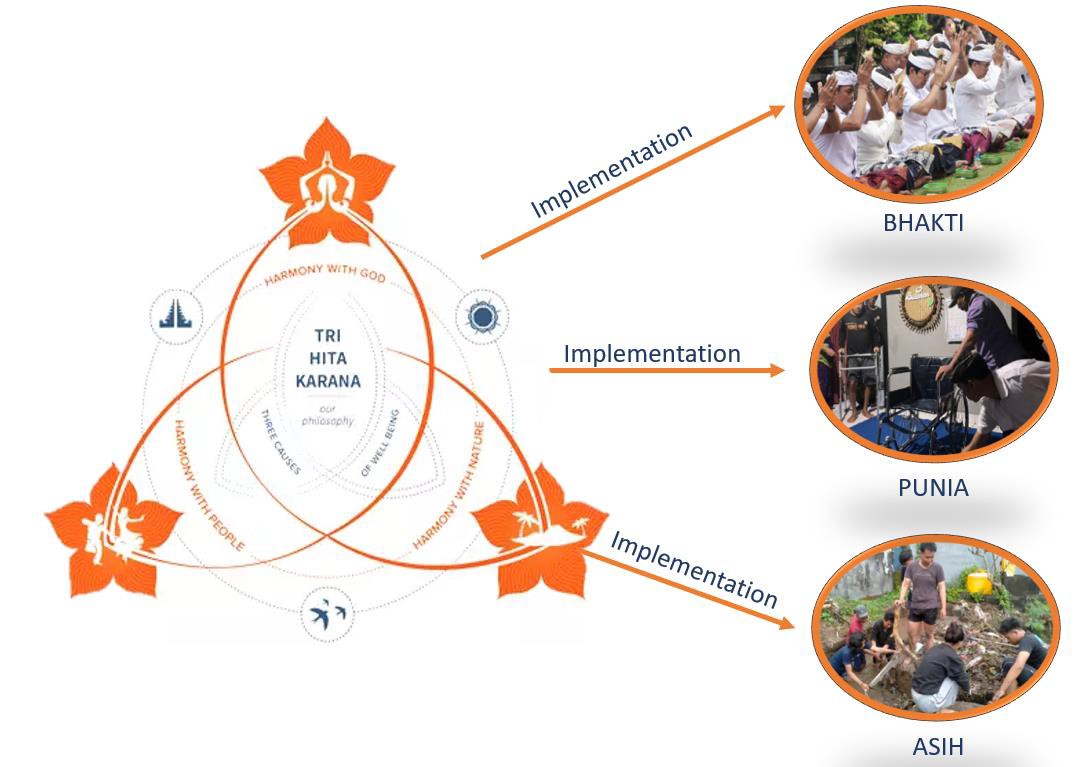 HARMONY WITH GOD
TRI
HITA
KARANA
our
philosophy
THREE CAUSES
OF WELL BEING
HARMONY WITH PEOPLE
HARMONY WITH NATURE
Implementation
BHAKTI
Implementation
PUNIA
Implementation
ASIH